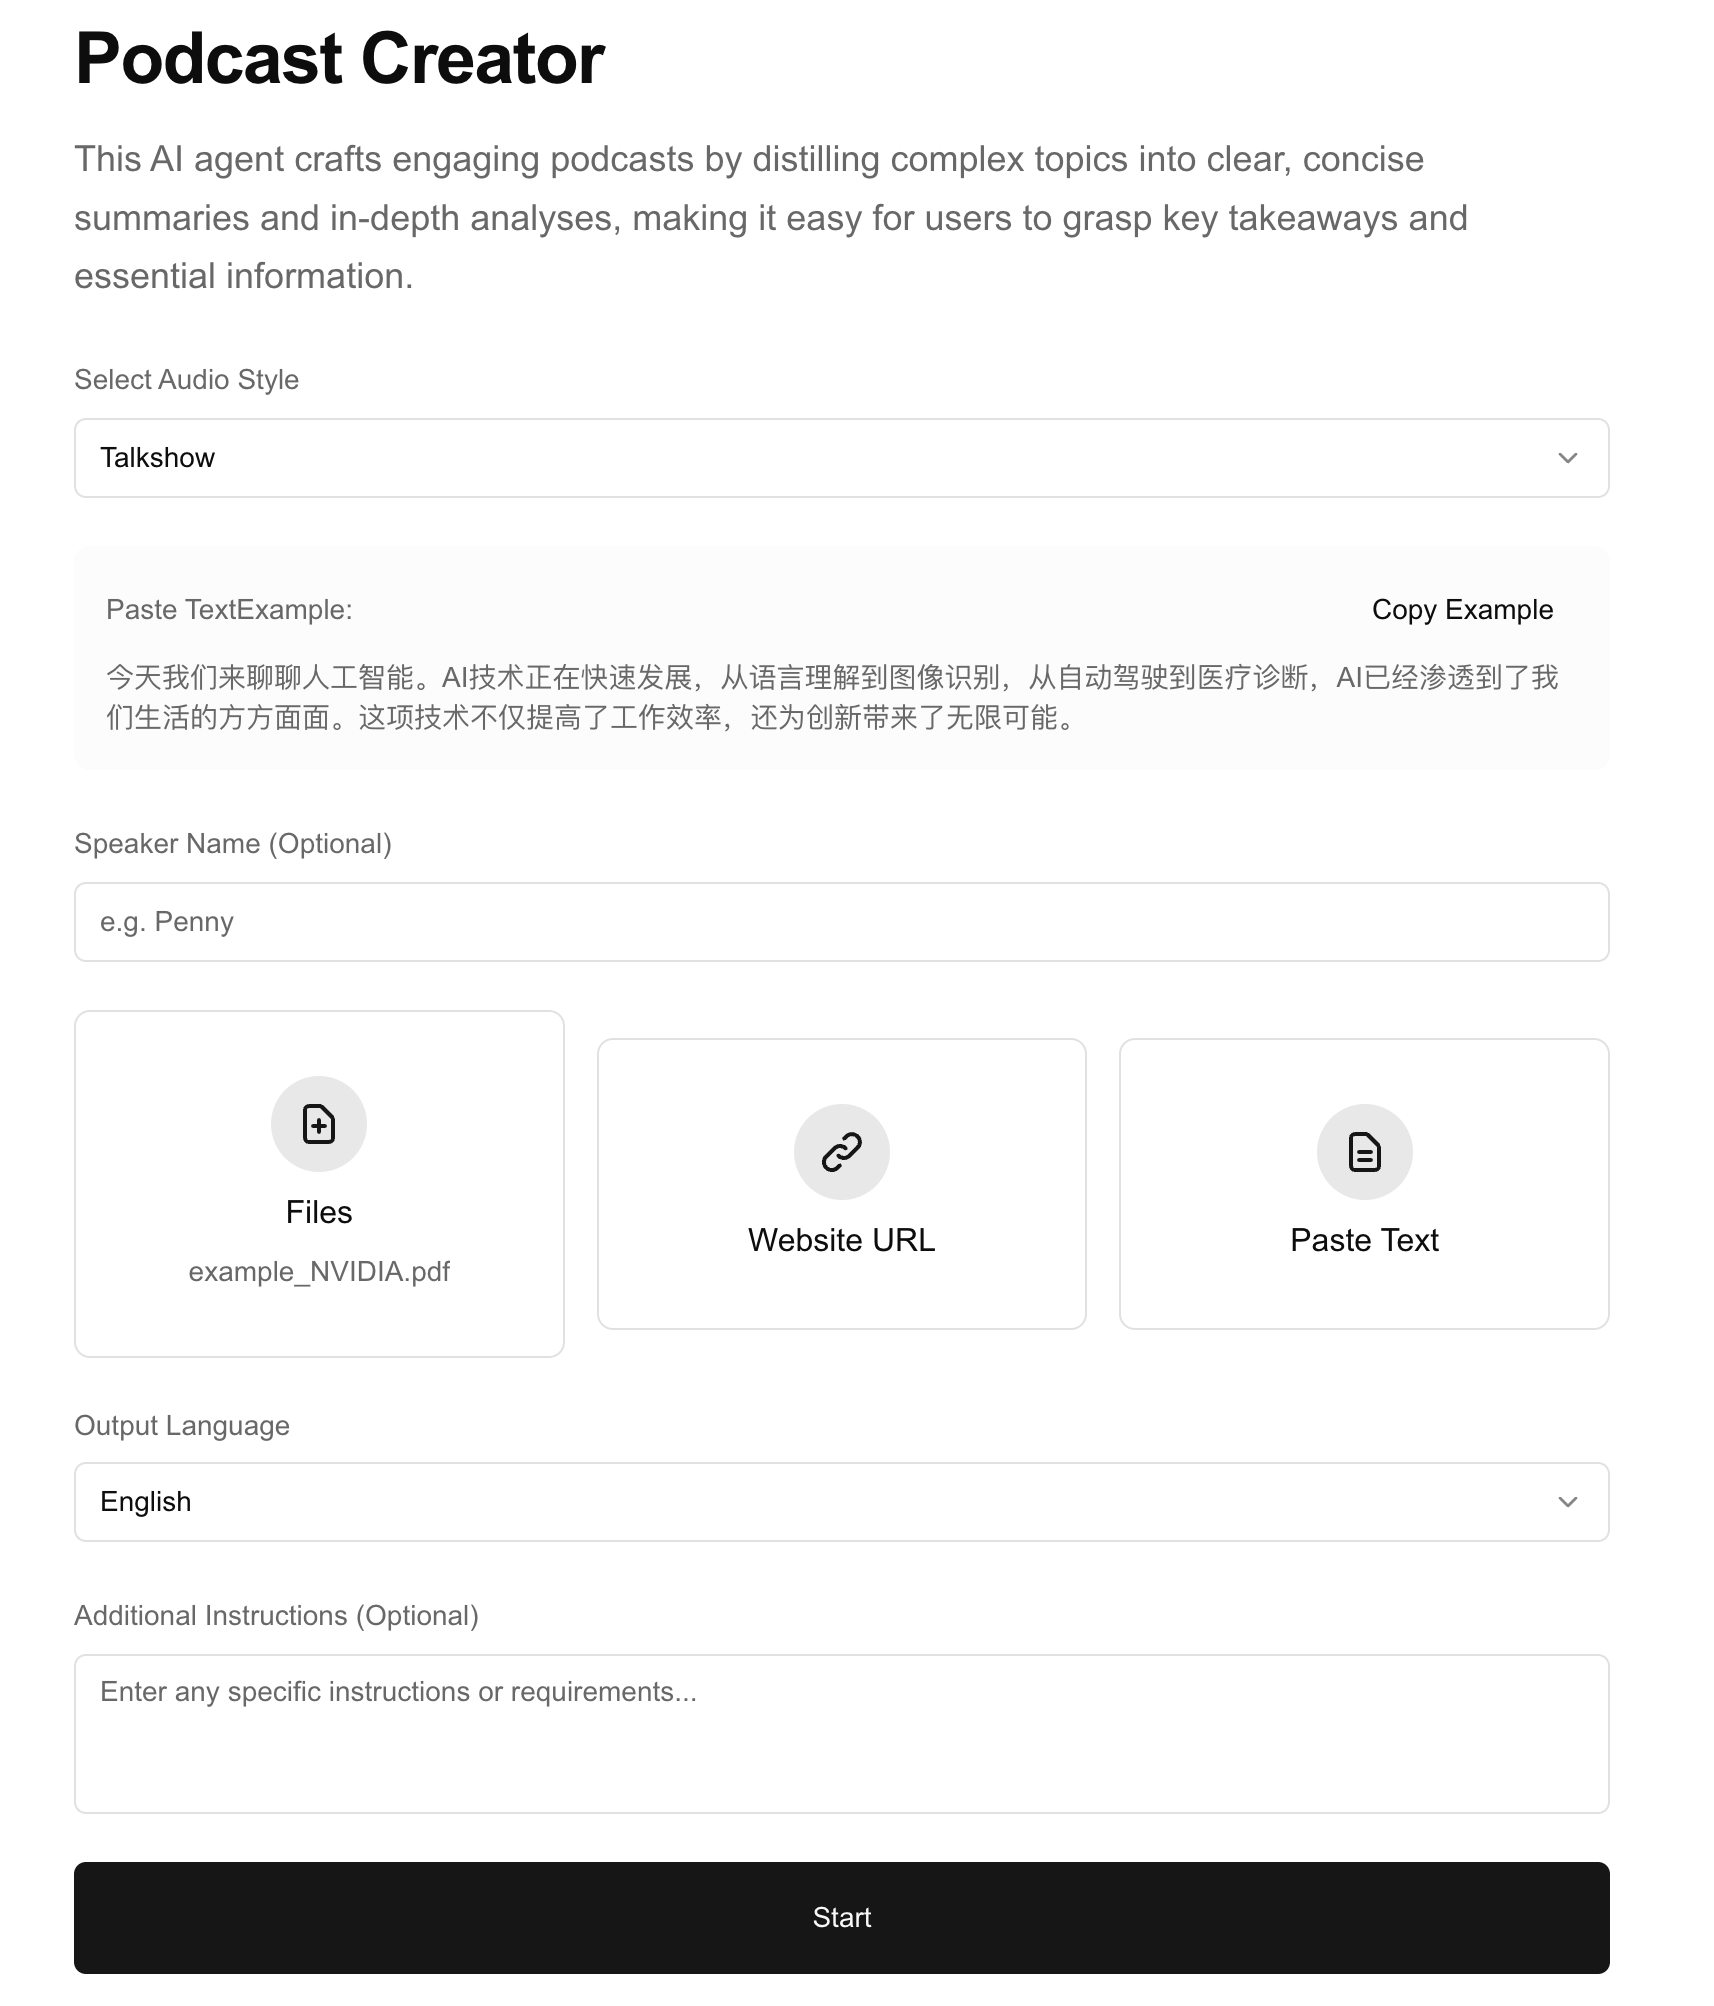 Podcast Creator
This AI agent crafts engaging podcasts by distilling complex topics into clear, concise
summaries and in-depth analyses, making it easy for users to grasp key takeaways and
essential information.
Select Audio Style
Talkshow
Paste TextExample:
Copy Example
今天我们来聊聊人工智能。AI技术正在快速发展，从语言理解到图像识别，从自动驾驶到医疗诊断，AI已经渗透到了我
们生活的方方面面。这项技术不仅提高了工作效率，还为创新带来了无限可能。
Speaker Name (Optional)
e.g. Penny
Files
example_NVIDIA.pdf
Website URL
Paste Text
Output Language
English
Additional Instructions (Optional)
Enter any specific instructions or requirements...
Start